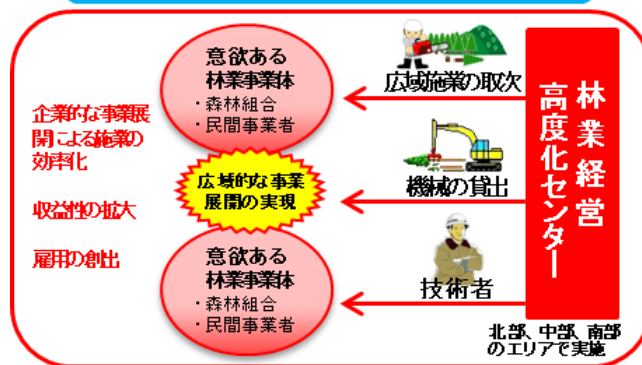 企業的な事業展
開による施業の
効率化
収益性の拡大
雇用の創出
意欲ある
林業事業体
・森林組合
・民間事業者
広域的な事業
展開の実現
意欲ある
林業事業体
・森林組合
・民間事業者
広域施業の取次
機械の貸出
技術者
林業経営
高度化センター
北部、中部、南部
のエリアで実施